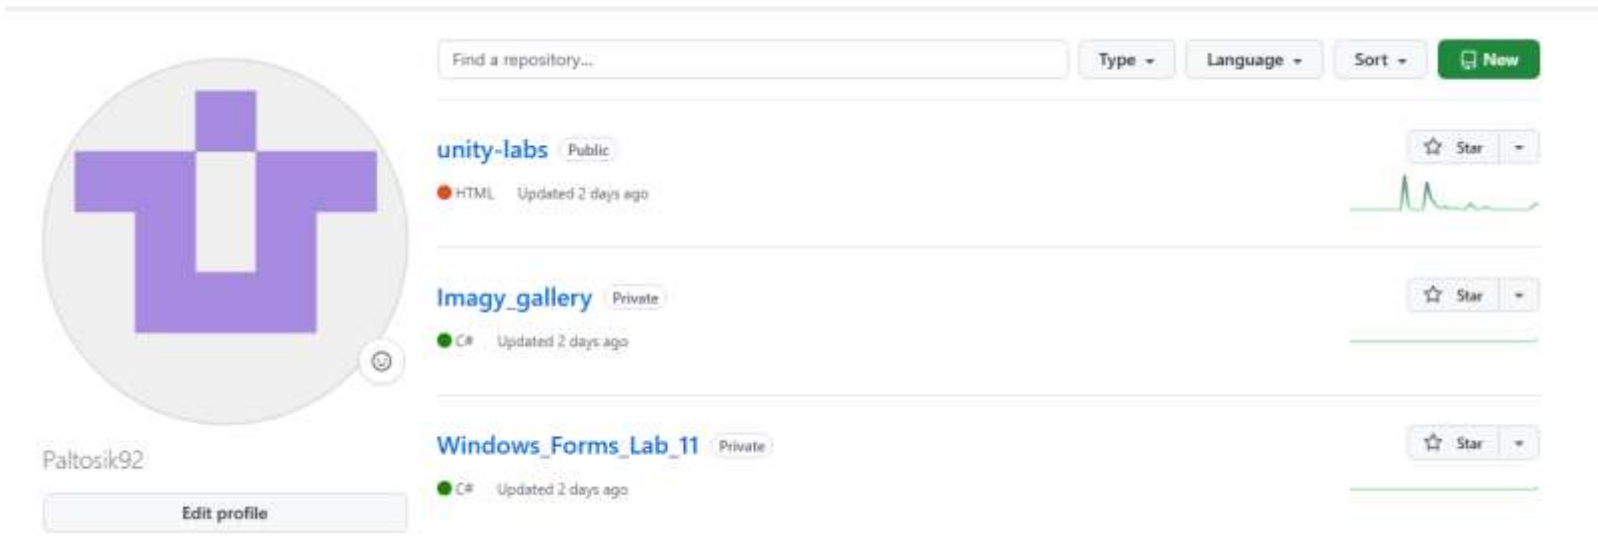 Find a repository...
Type
Language
Sort
New
unity-labs Public
Star
HTML Updated 2 days ago
Imagy_gallery Private
Star
C# Updated 2 days ago
Windows_Forms_Lab_11 Private
Star
C# Updated 2 days ago
Paltosik92
Edit profile